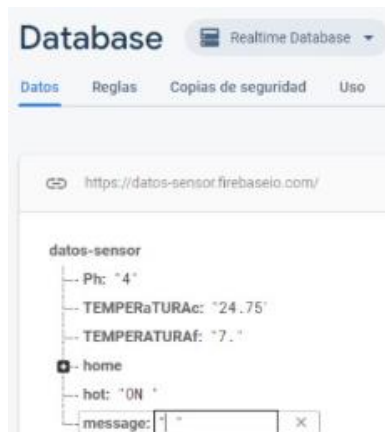 Database Realtime Database
Datos Reglas Copias de seguridad Uso
https://datos-sensor.firebaseio.com/
datos-sensor
Ph: "4"
TEMPERaTURAc: "24.75"
TEMPERATURAf: "7."
home
hot: "ON "
message: " "